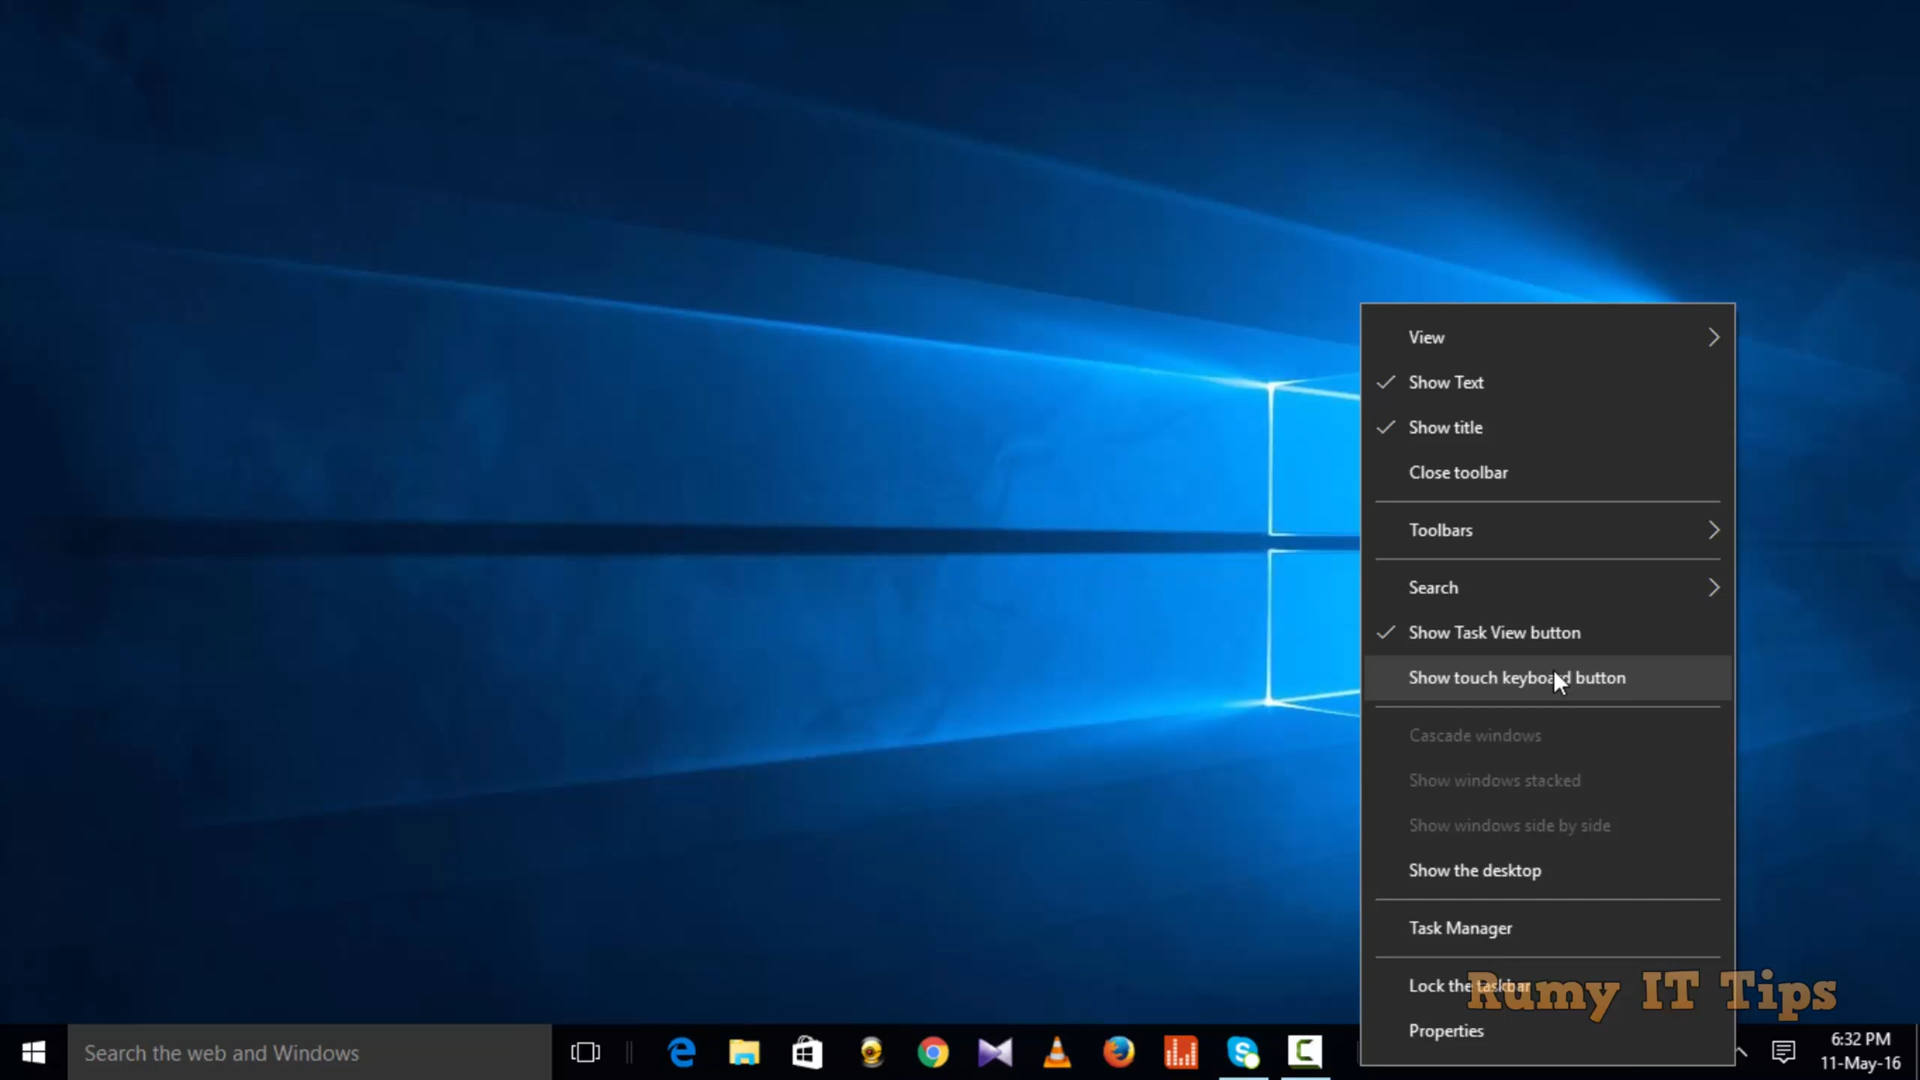 View
Show Text
Show title
Close toolbar
Toolbars
Search
Show Task View button
Show touch keyboard button
Cascade windows
Show windows stacked
Show windows side by side
Show the desktop
Task Manager
Lock the taskbar
Rumy IT Tips
Properties
Search the web and Windows
6:32 PM
11-May-16